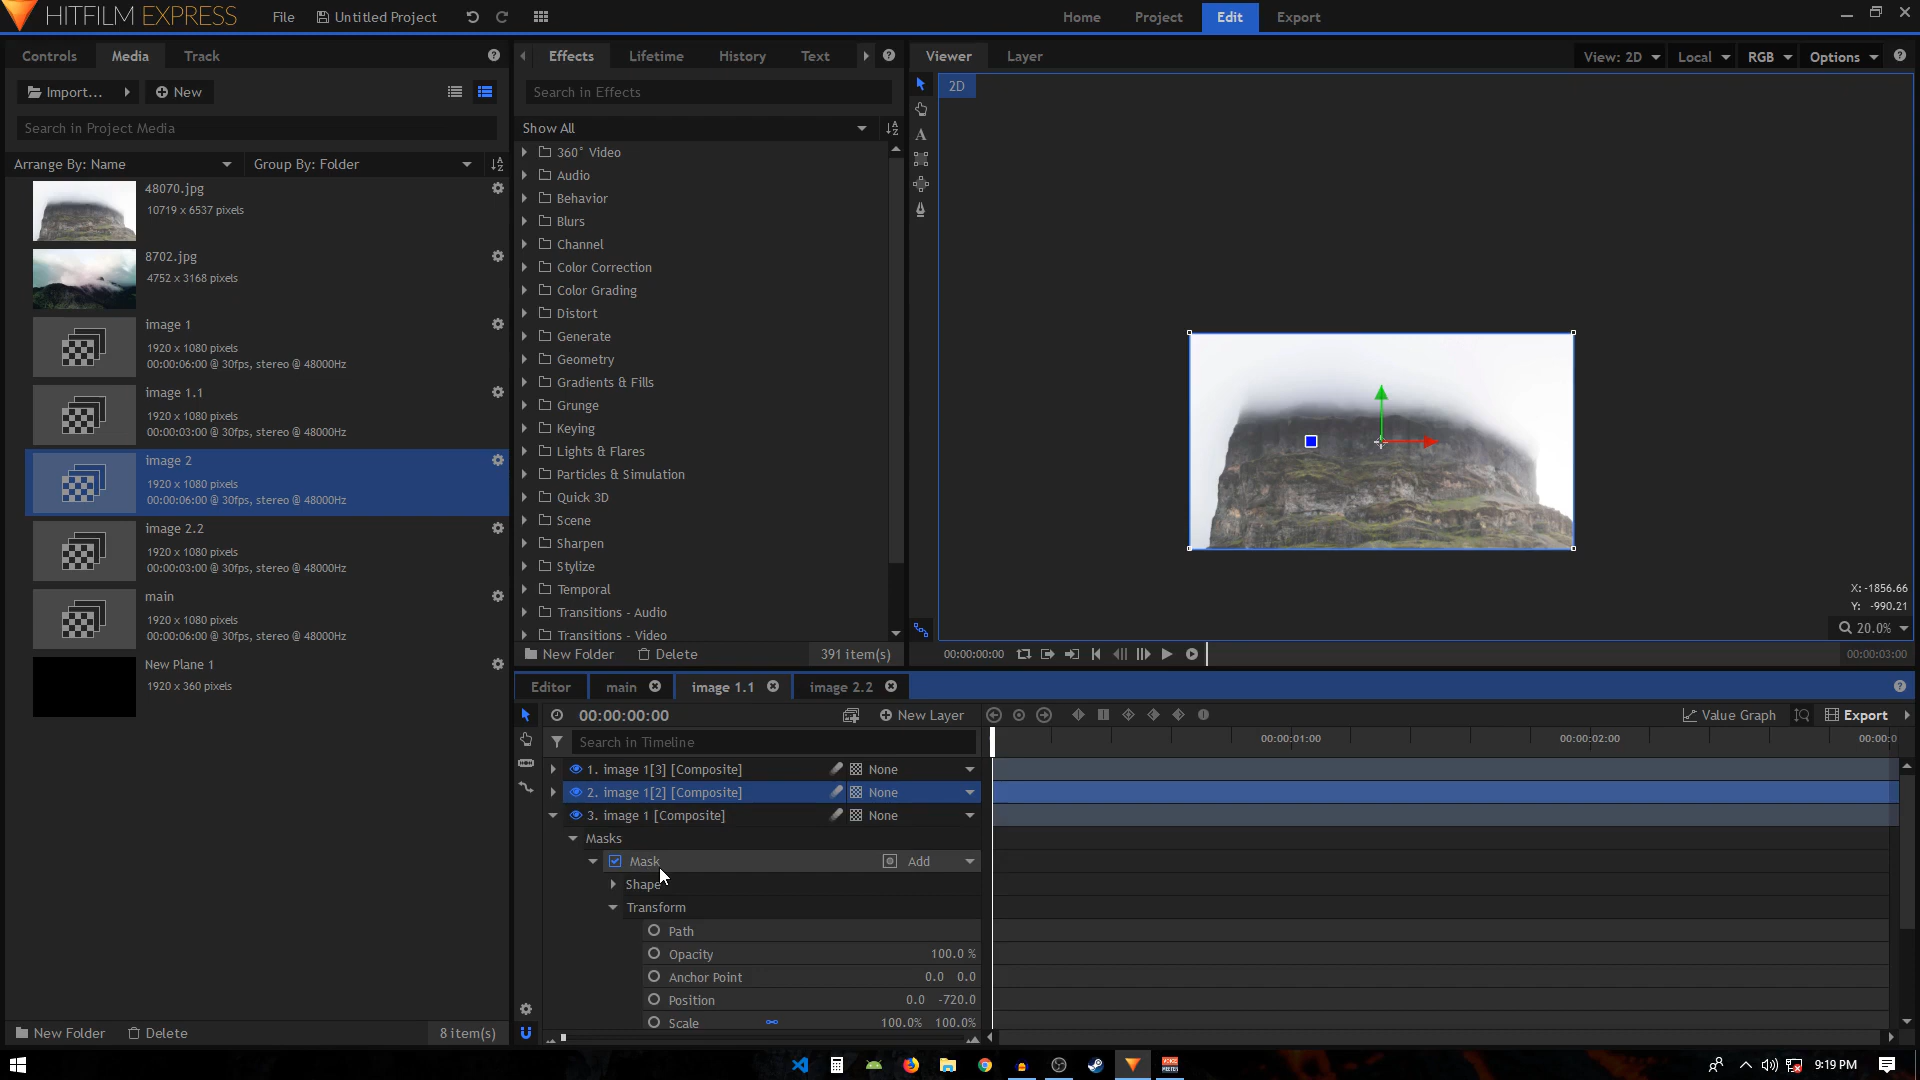 HITFILM EXPRESS
File
Untitled Project
Home
Project
Edit
Export
Controls
Media
Track
Import...
New
Search in Project Media
Arrange By: Name
Group By: Folder
48070.jpg
10719 x 6537 pixels
8702.jpg
4752 x 3168 pixels
image 1
1920 x 1080 pixels
00:00:06:00 @ 30fps, stereo @ 48000Hz
image 1.1
1920 x 1080 pixels
00:00:03:00 @ 30fps, stereo @ 48000Hz
image 2
1920 x 1080 pixels
00:00:06:00 @ 30fps, stereo @ 48000Hz
image 2.2
1920 x 1080 pixels
00:00:03:00 @ 30fps, stereo @ 48000Hz
main
1920 x 1080 pixels
00:00:06:00 @ 30fps, stereo @ 48000Hz
New Plane 1
1920 x 360 pixels
New Folder
Delete
8 item(s)
Effects
Lifetime
History
Text
Search in Effects
Show All
360° Video
Audio
Behavior
Blurs
Channel
Color Correction
Color Grading
Distort
Generate
Geometry
Gradients & Fills
Grunge
Keying
Lights & Flares
Particles & Simulation
Quick 3D
Scene
Sharpen
Stylize
Temporal
Transitions - Audio
Transitions - Video
New Folder
Delete
391 item(s)
Viewer
Layer
View: 2D
Local
RGB
Options
2D
X: -1856.66
Y: -990.21
20.0%
00:00:00:00
00:00:03:00
Editor
main
image 1.1
image 2.2
00:00:00:00
New Layer
Value Graph
Export
Search in Timeline
00:00:01:00
00:00:02:00
00:00:0
1. image 1[3] [Composite]
None
2. image 1[2] [Composite]
None
3. image 1 [Composite]
None
Masks
Mask
Add
Shape
Transform
Path
Opacity
100.0 %
Anchor Point
0.0 0.0
Position
0.0 -720.0
Scale
100.0% 100.0%
9:19 PM